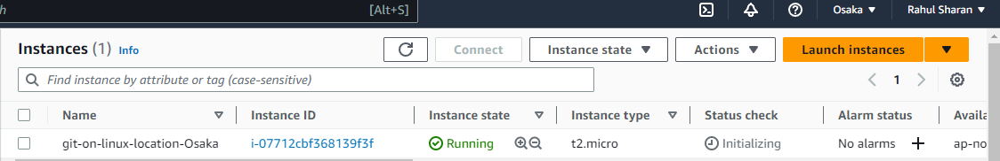 [Alt+S] Osaka Rahul Sharan
Instances (1) Info Connect Instance state Actions Launch instances
Find instance by attribute or tag (case-sensitive) 1
Name Instance ID Instance state Instance type Status check Alarm status Availa
git-on-linux-location-Osaka i-07712cbf368139f3f Running t2.micro Initializing No alarms ap-no